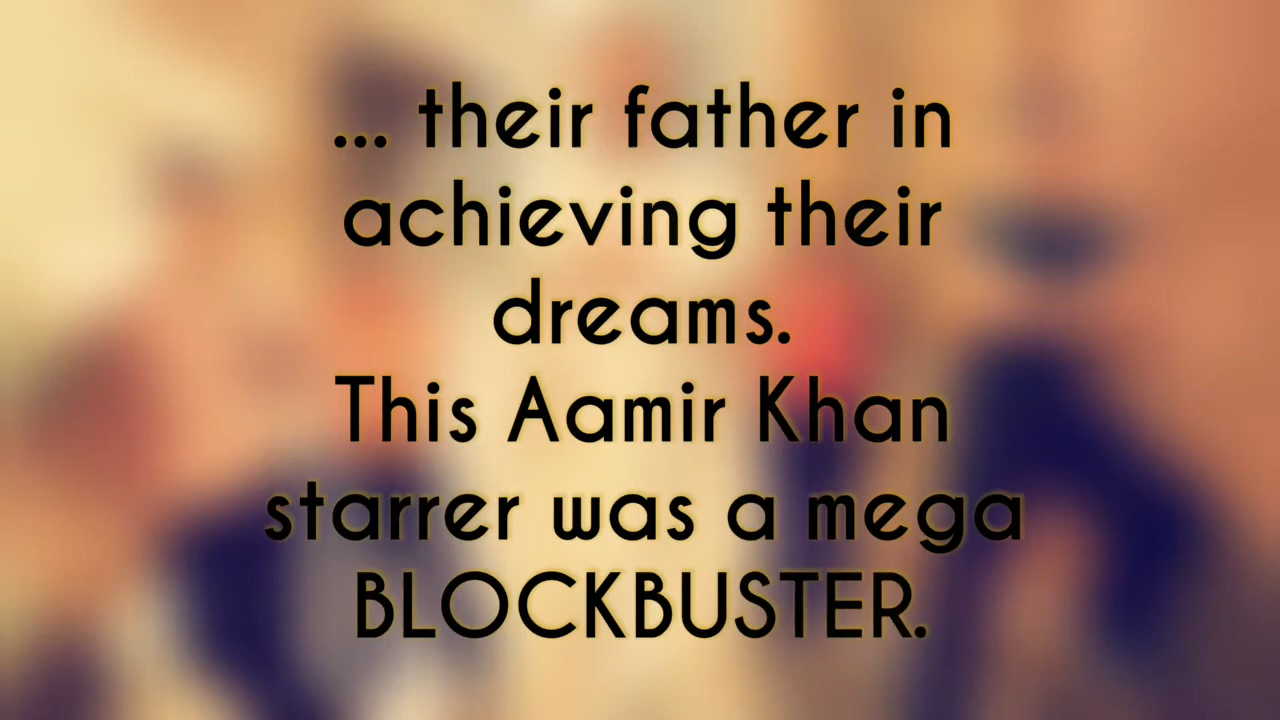 ... their father in
achieving their
dreams.
This Aamir Khan
starrer was a mega
BLOCKBUSTER.